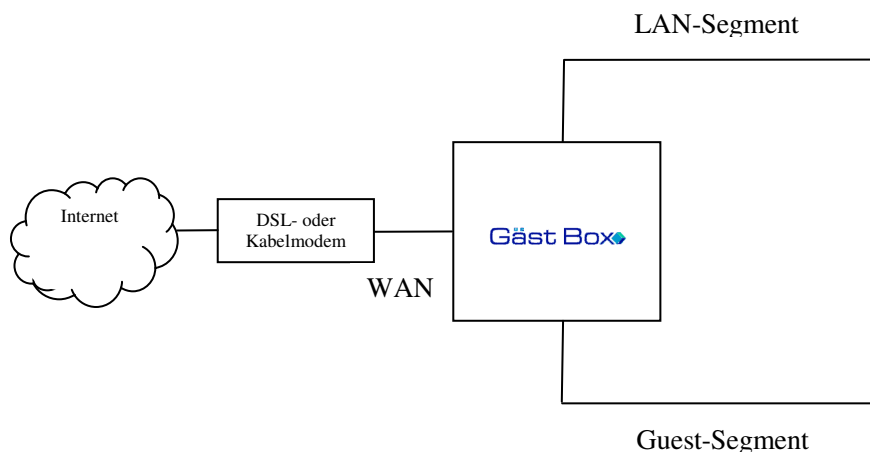 LAN-Segment
Internet
DSL- oder
Kabelmodem
Gäst Box
WAN
Guest-Segment